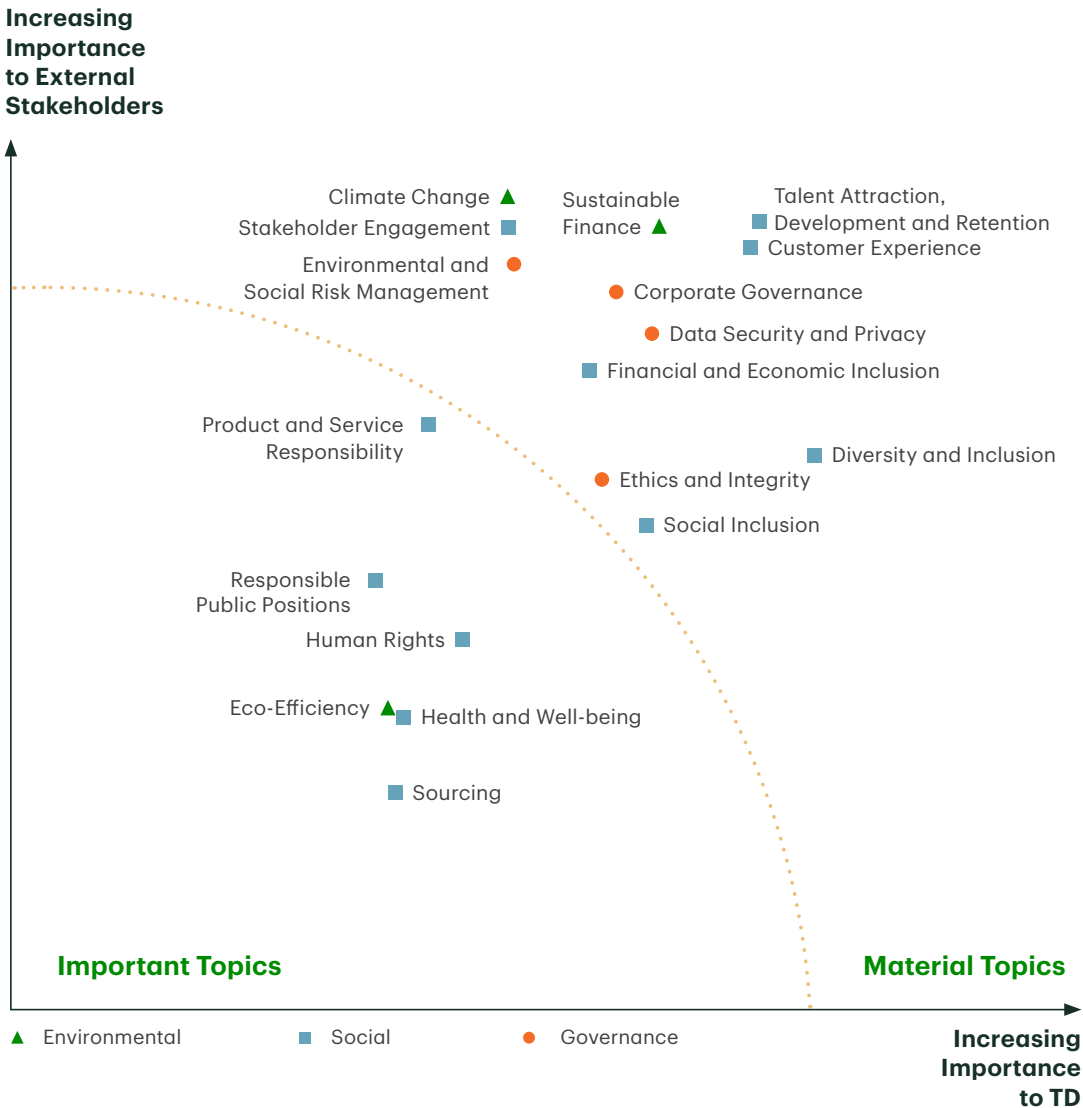 Increasing
Importance
to External
Stakeholders
Climate Change
Stakeholder Engagement
Environmental and
Social Risk Management
Sustainable
Finance
Talent Attraction,
Development and Retention
Customer Experience
Corporate Governance
Data Security and Privacy
Financial and Economic Inclusion
Product and Service
Responsibility
Diversity and Inclusion
Ethics and Integrity
Social Inclusion
Responsible
Public Positions
Human Rights
Eco-Efficiency
Health and Well-being
Sourcing
Important Topics
Material Topics
Environmental
Social
Governance
Increasing
Importance
to TD